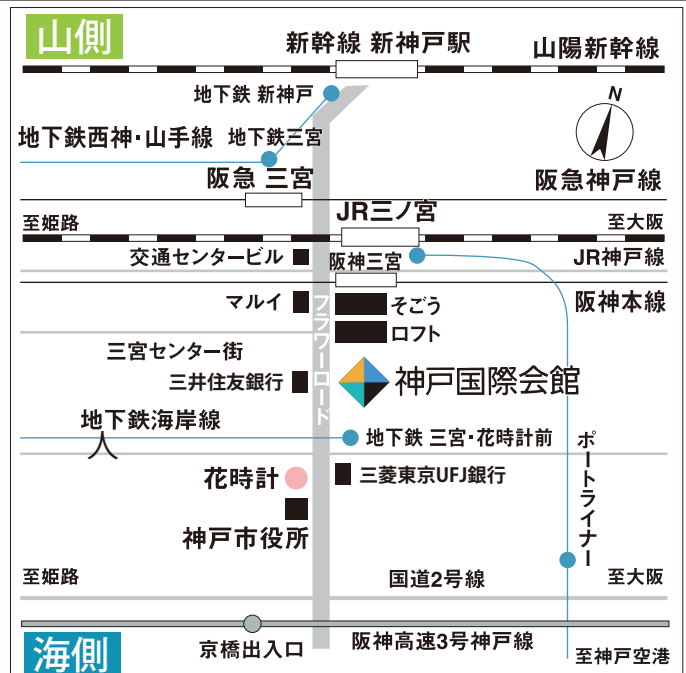 山側
新幹線 新神戸駅
山陽新幹線
地下鉄 新神戸
N
地下鉄西神・山手線
地下鉄三宮
阪急 三宮
阪急神戸線
JR三ノ宮
至姫路
至大阪
交通センタービル
阪神三宮
JR神戸線
マルイ
フラワーロード
そごう
阪神本線
ロフト
三宮センター街
三井住友銀行
神戸国際会館
地下鉄海岸線
人
地下鉄 三宮・花時計前
ポートライナー
花時計
三菱東京UFJ銀行
神戸市役所
至姫路
国道2号線
至大阪
海側
京橋出入口
阪神高速3号神戸線
至神戸空港